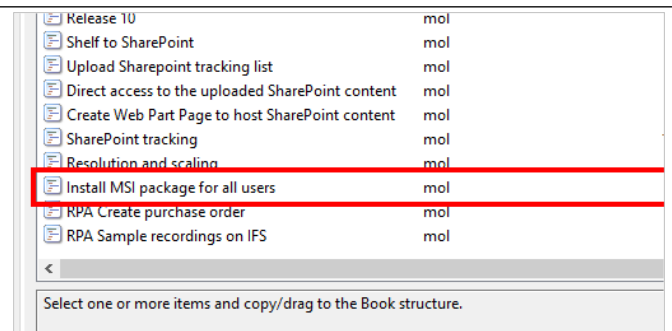 Release 10 mol
Shelf to SharePoint mol
Upload Sharepoint tracking list mol
Direct access to the uploaded SharePoint content mol
Create Web Part Page to host SharePoint content mol
SharePoint tracking mol
Resolution and scaling mol
Install MSI package for all users mol
RPA Create purchase order mol
RPA Sample recordings on IFS mol
Select one or more items and copy/drag to the Book structure.